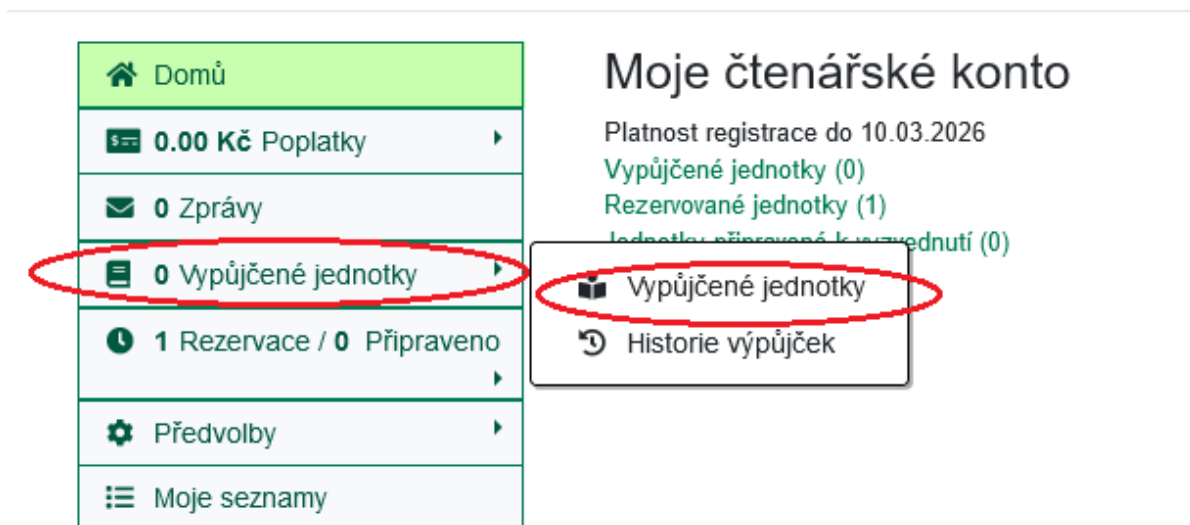 Domů
0.00 Kč Poplatky
0 Zprávy
0 Vypůjčené jednotky
1 Rezervace / 0 Připraveno
Předvolby
Moje seznamy
Moje čtenářské konto
Platnost registrace do 10.03.2026
Vypůjčené jednotky (0)
Rezervované jednotky (1)
Jednotky připravené k vyzvednutí (0)
Vypůjčené jednotky
Historie výpůjček